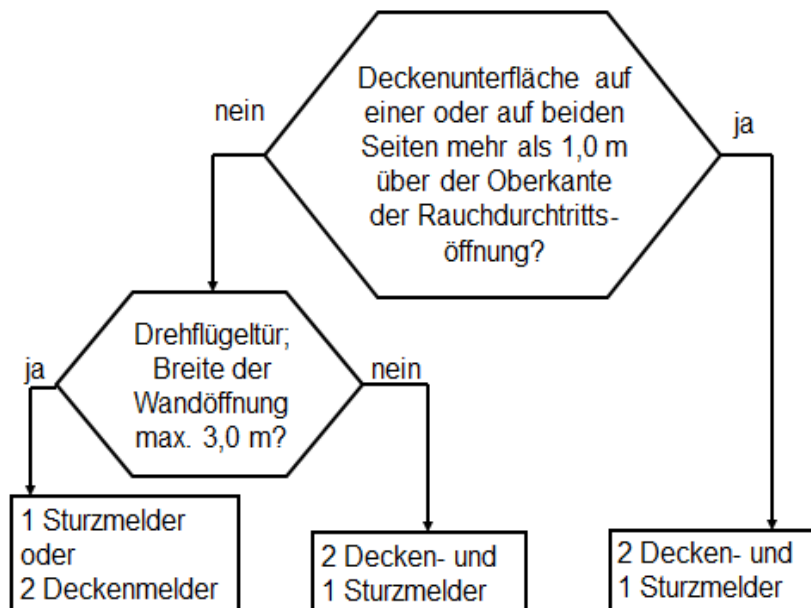 Deckenunterfläche auf
einer oder auf beiden
Seiten mehr als 1,0 m
über der Oberkante
der Rauchdurchtritts-
öffnung?
nein
ja
Drehflügeltür;
Breite der
Wandöffnung
max. 3,0 m?
ja
nein
1 Sturzmelder
oder
2 Deckenmelder
2 Decken- und
1 Sturzmelder
2 Decken- und
1 Sturzmelder